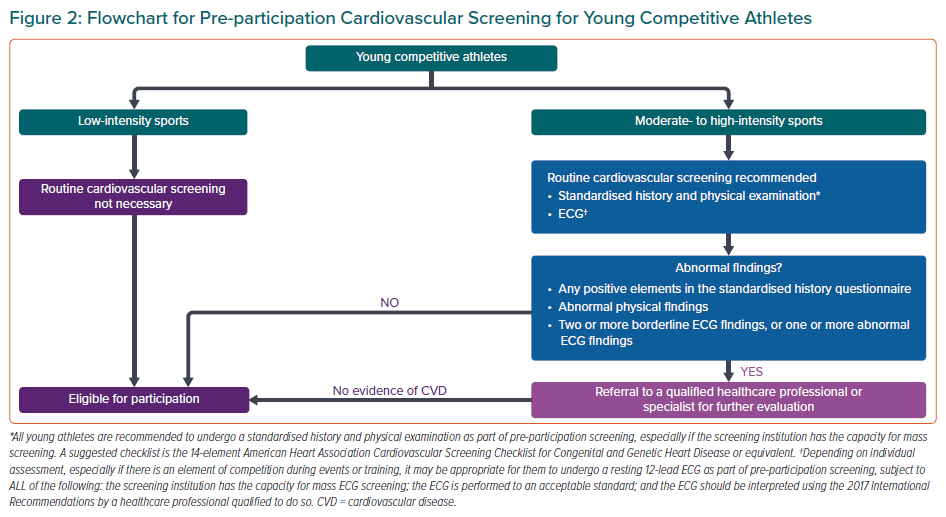 Figure 2: Flowchart for Pre-participation Cardiovascular Screening for Young Competitive Athletes
Young competitive athletes
Low-intensity sports
Moderate- to high-intensity sports
Routine cardiovascular screening
not necessary
Routine cardiovascular screening recommended
• Standardised history and physical examination*
• ECG†
Abnormal findings?
• Any positive elements in the standardised history questionnaire
• Abnormal physical findings
• Two or more borderline ECG findings, or one or more abnormal
ECG findings
NO
YES
No evidence of CVD
Eligible for participation
Referral to a qualified healthcare professional or
specialist for further evaluation
*All young athletes are recommended to undergo a standardised history and physical examination as part of pre-participation screening, especially if the screening institution has the capacity for mass
screening. A suggested checklist is the 14-element American Heart Association Cardiovascular Screening Checklist for Congenital and Genetic Heart Disease or equivalent. †Depending on individual
assessment, especially if there is an element of competition during events or training, it may be appropriate for them to undergo a resting 12-lead ECG as part of pre-participation screening, subject to
ALL of the following: the screening institution has the capacity for mass ECG screening; the ECG is performed to an acceptable standard; and the ECG should be interpreted using the 2017 International
Recommendations by a healthcare professional qualified to do so. CVD = cardiovascular disease.